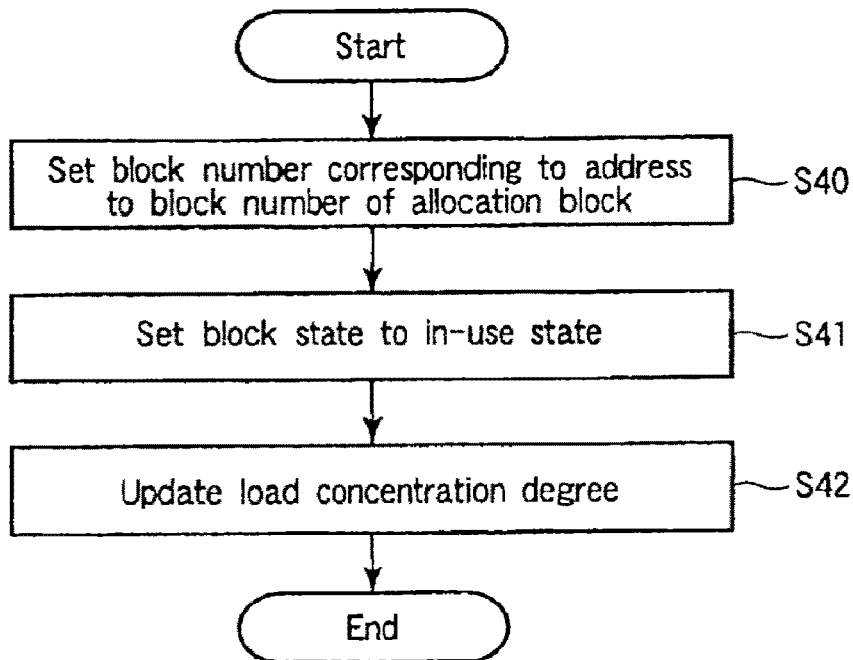 Start
Set block number corresponding to address
to block number of allocation block
S40
Set block state to in-use state
S41
Update load concentration degree
S42
End